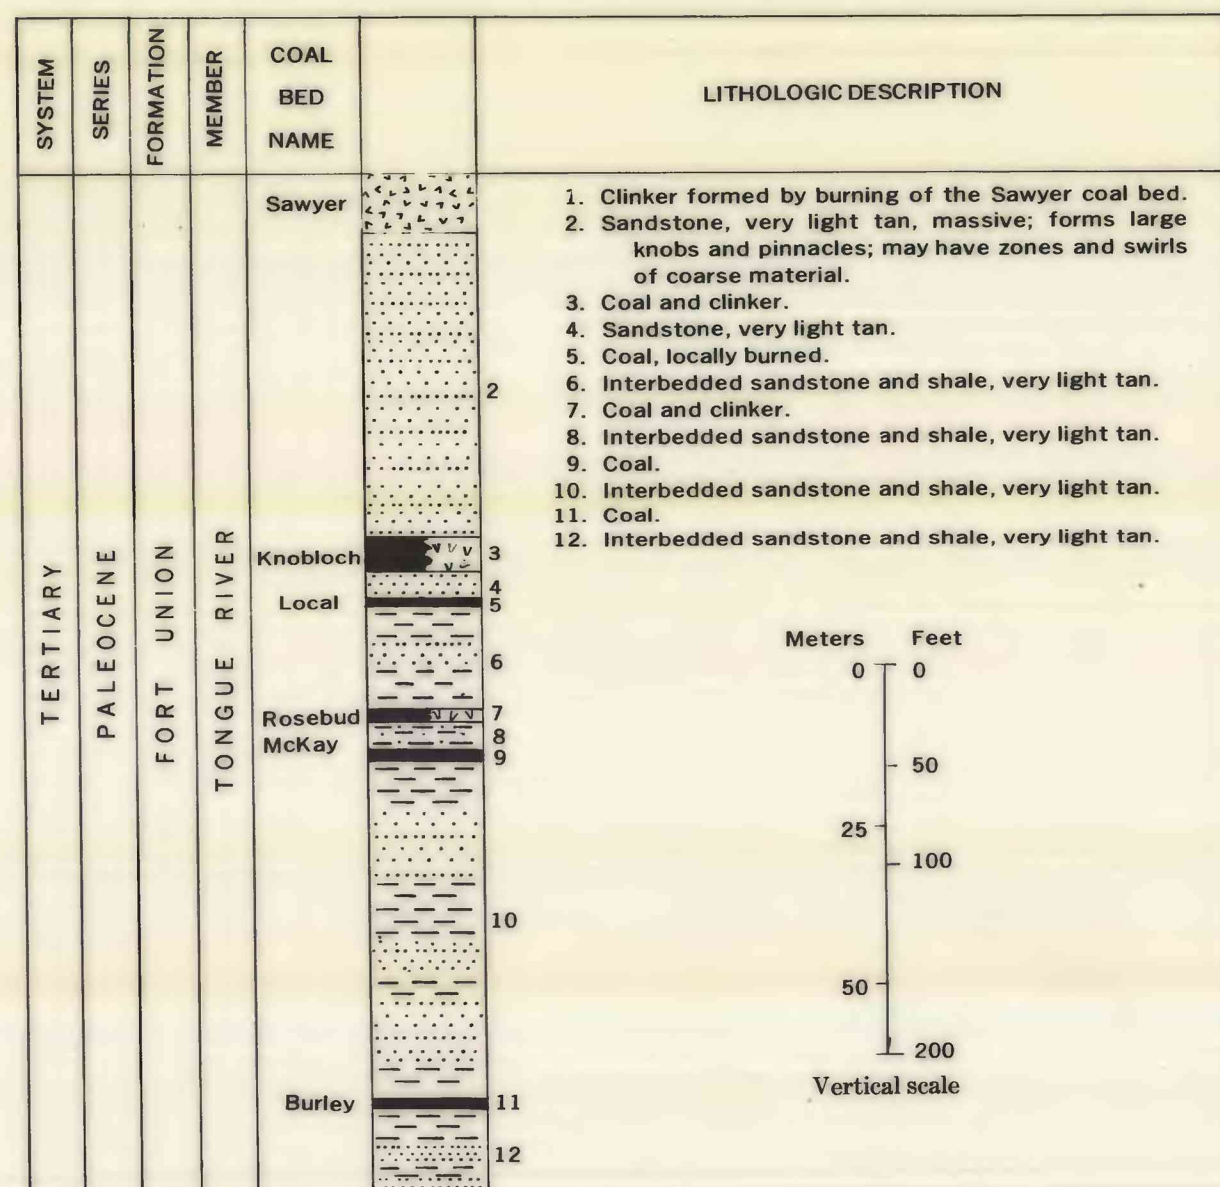 SYSTEM
SERIES
FORMATION
MEMBER
COAL
BED
NAME
LITHOLOGIC DESCRIPTION
TERTIARY
PALEOCENE
FORT UNION
TONGUE RIVER
Sawyer
Knobloch
Local
Rosebud
McKay
Burley
2
3
4
5
6
7
8
9
10
11
12
1. Clinker formed by burning of the Sawyer coal bed.
2. Sandstone, very light tan, massive; forms large
knobs and pinnacles; may have zones and swirls
of coarse material.
3. Coal and clinker.
4. Sandstone, very light tan.
5. Coal, locally burned.
6. Interbedded sandstone and shale, very light tan.
7. Coal and clinker.
8. Interbedded sandstone and shale, very light tan.
9. Coal.
10. Interbedded sandstone and shale, very light tan.
11. Coal.
12. Interbedded sandstone and shale, very light tan.
Meters Feet
0 0
50
25
100
50
200
Vertical scale